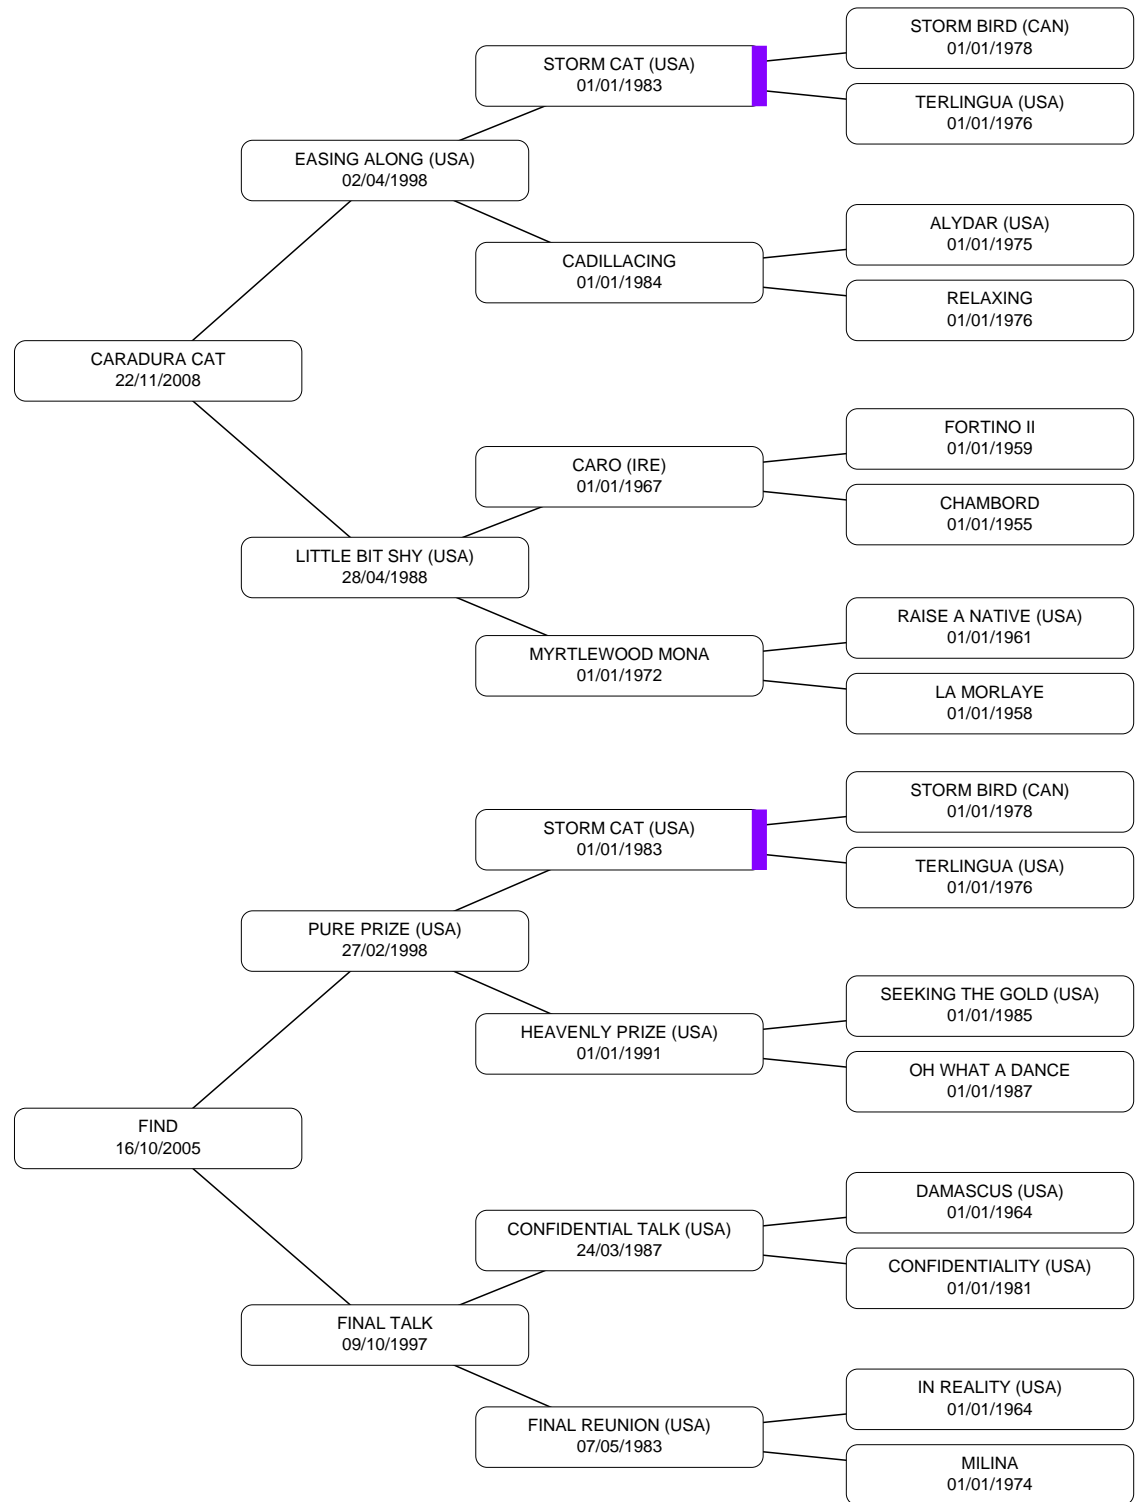 STORM BIRD (CAN)
01/01/1978
STORM CAT (USA)
01/01/1983
TERLINGUA (USA)
01/01/1976
EASING ALONG (USA)
02/04/1998
ALYDAR (USA)
01/01/1975
CADILLACING
01/01/1984
RELAXING
01/01/1976
CARADURA CAT
22/11/2008
FORTINO II
01/01/1959
CARO (IRE)
01/01/1967
CHAMBORD
01/01/1955
LITTLE BIT SHY (USA)
28/04/1988
RAISE A NATIVE (USA)
01/01/1961
MYRTLEWOOD MONA
01/01/1972
LA MORLAYE
01/01/1958
STORM BIRD (CAN)
01/01/1978
STORM CAT (USA)
01/01/1983
TERLINGUA (USA)
01/01/1976
PURE PRIZE (USA)
27/02/1998
SEEKING THE GOLD (USA)
01/01/1985
HEAVENLY PRIZE (USA)
01/01/1991
OH WHAT A DANCE
01/01/1987
FIND
16/10/2005
DAMASCUS (USA)
01/01/1964
CONFIDENTIAL TALK (USA)
24/03/1987
CONFIDENTIALITY (USA)
01/01/1981
FINAL TALK
09/10/1997
IN REALITY (USA)
01/01/1964
FINAL REUNION (USA)
07/05/1983
MILINA
01/01/1974